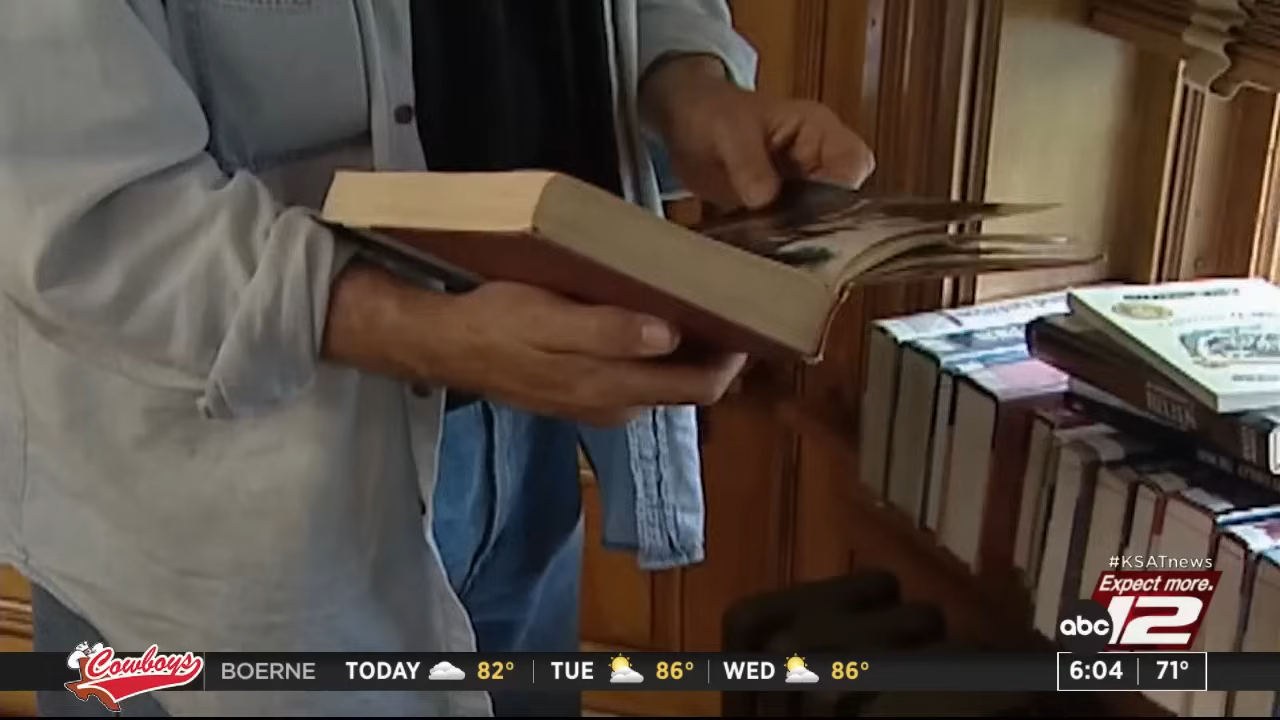 #KSATnews
Expect more.
abc 12
Cowboys BOERNE TODAY 82° TUE 86° WED 86° 6:04 71°